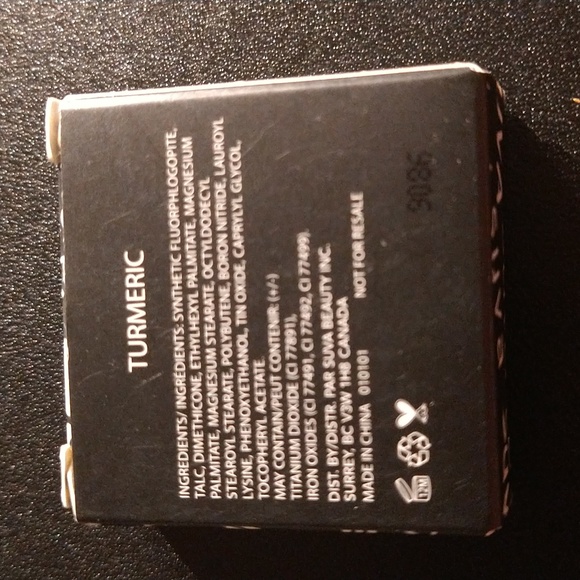 TURMERIC
INGREDIENTS/ INGREDIENTS: SYNTHETIC FLUORPHLOGOPITE,
TALC, DIMETHICONE, ETHYLHEXYL PALMITATE, MAGNESIUM
PALMITATE, MAGNESIUM STEARATE, OCTYLDODECYL
STEAROYL STEARATE, POLYBUTENE, BORON NITRIDE, LAUROYL
LYSINE, PHENOXYETHANOL, TIN OXIDE, CAPRYLYL GLYCOL,
TOCOPHERYL ACETATE.
MAY CONTAIN/PEUT CONTENIR: (+/-)
TITANIUM DIOXIDE (CI 77891),
IRON OXIDES (CI 77491, CI 77492, CI 77499).
DIST. BY/DISTR. PAR SUVA BEAUTY INC.
SURREY, BC V3W 1H8 CANADA
MADE IN CHINA 010101 NOT FOR RESALE
12M
9086